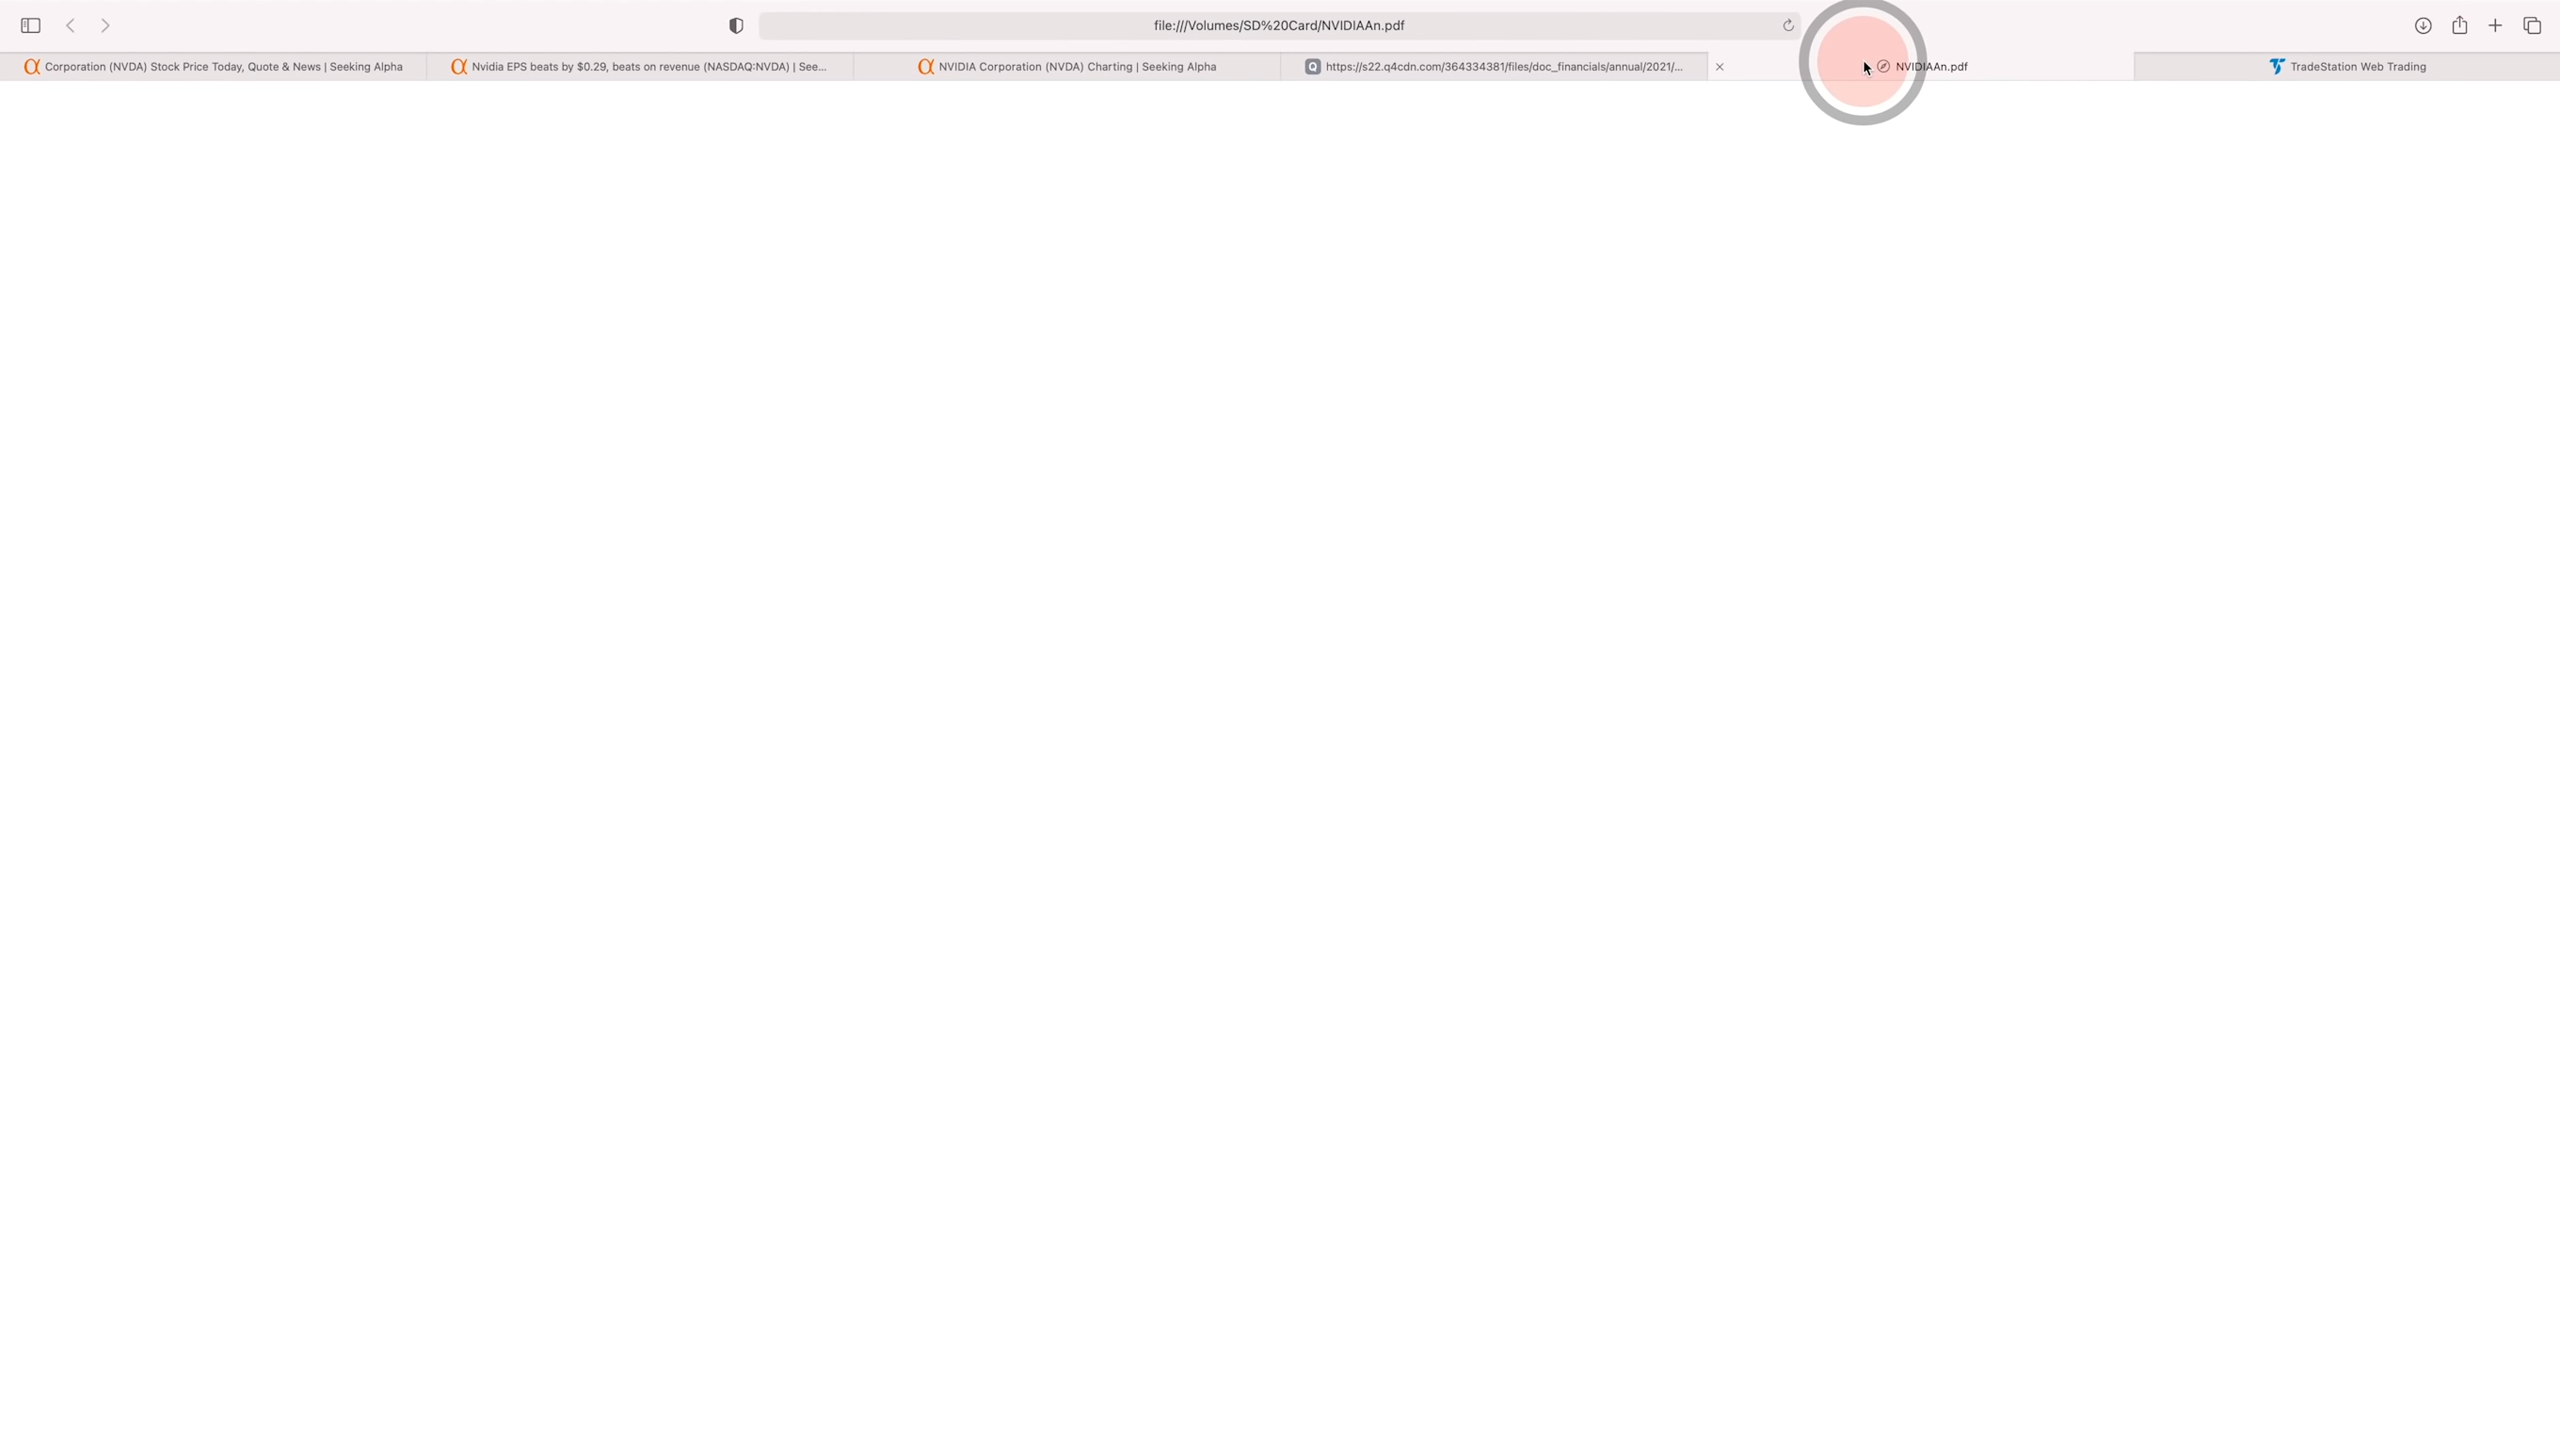 file:///Volumes/SD%20Card/NVIDIAAn.pdf
Corporation (NVDA) Stock Price Today, Quote & News | Seeking Alpha
Nvidia EPS beats by $0.29, beats on revenue (NASDAQ:NVDA) | See...
NVIDIA Corporation (NVDA) Charting | Seeking Alpha
https://s22.q4cdn.com/364334381/files/doc_financials/annual/2021/...
NVIDIAAn.pdf
TradeStation Web Trading